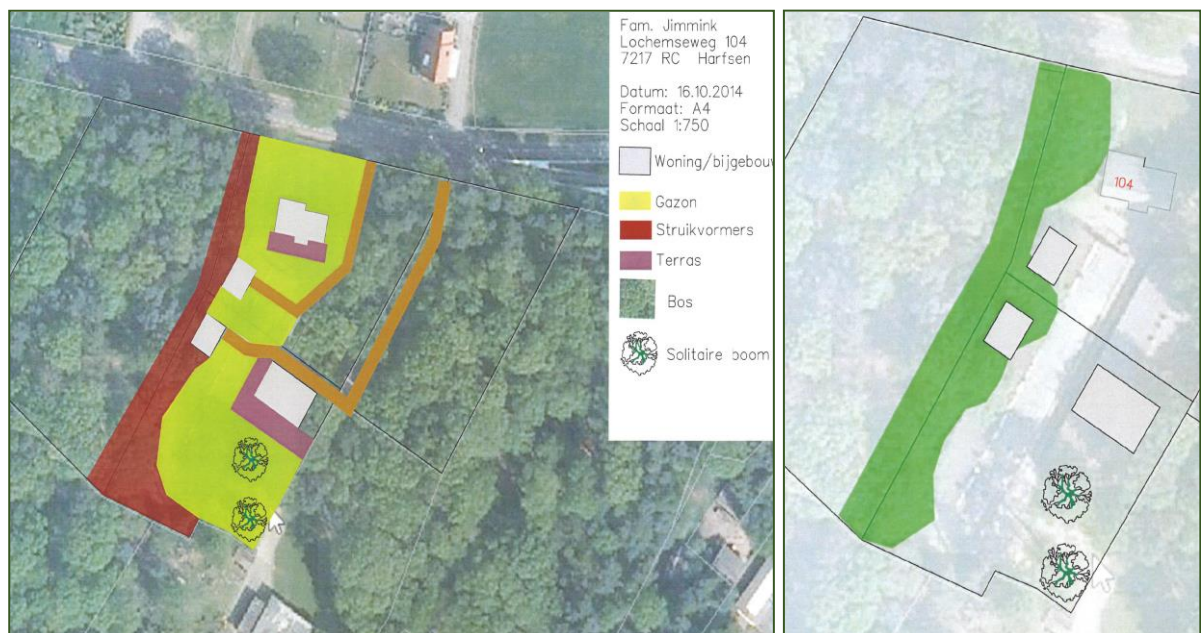 Fam. Jimmink
Lochemseweg 104
7217 RC Harfsen
Datum: 16.10.2014
Formaat: A4
Schaal 1:750
Woning/bijgebouw
Gazon
Struikvormers
Terras
Bos
Solitaire boom
104